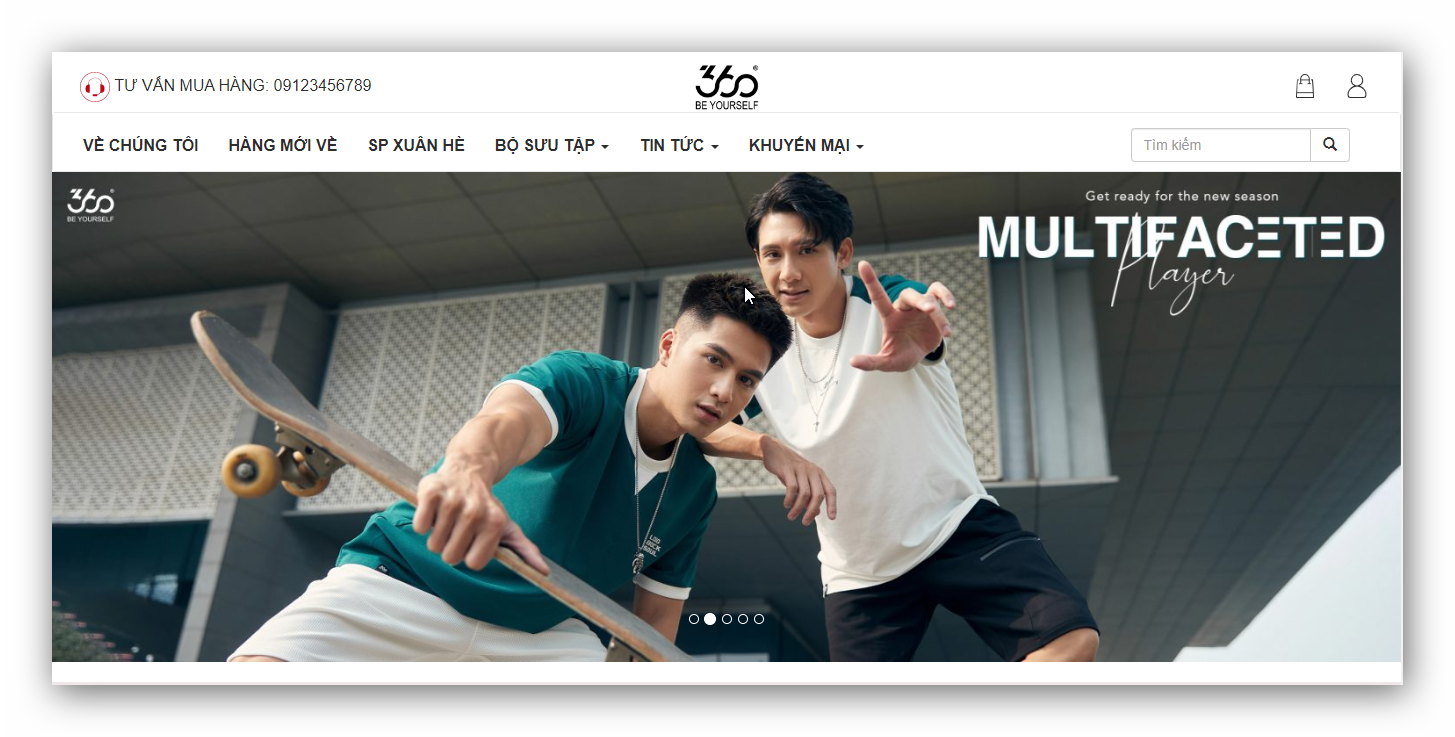 TƯ VẤN MUA HÀNG: 09123456789
360®
BE YOURSELF
VỀ CHÚNG TÔI HÀNG MỚI VỀ SP XUÂN HÈ BỘ SƯU TẬP TIN TỨC KHUYẾN MẠI
Tìm kiếm
360®
BE YOURSELF
Get ready for the new season
MULTIFACETED
Player